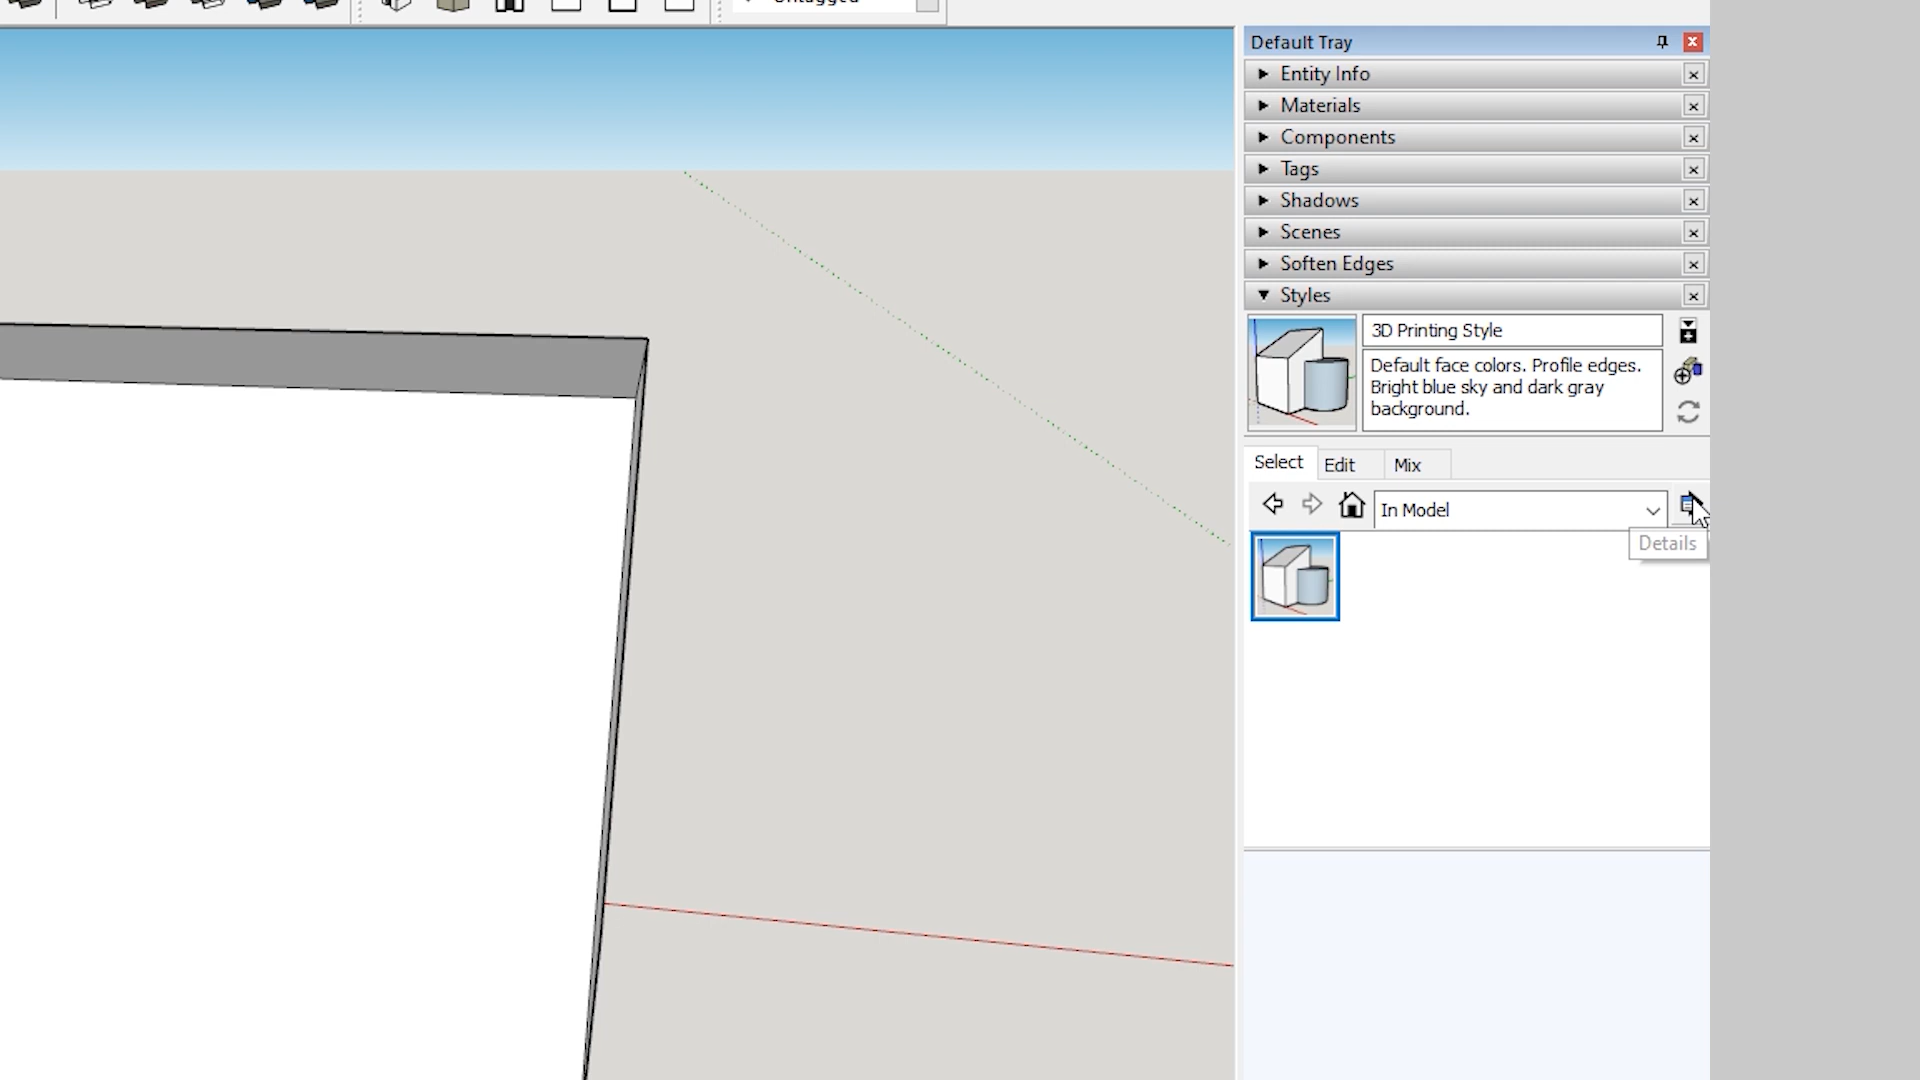 Untagged
Default Tray
Entity Info
Materials
Components
Tags
Shadows
Scenes
Soften Edges
Styles
3D Printing Style
Default face colors. Profile edges.
Bright blue sky and dark gray
background.
Select Edit Mix
In Model
Details